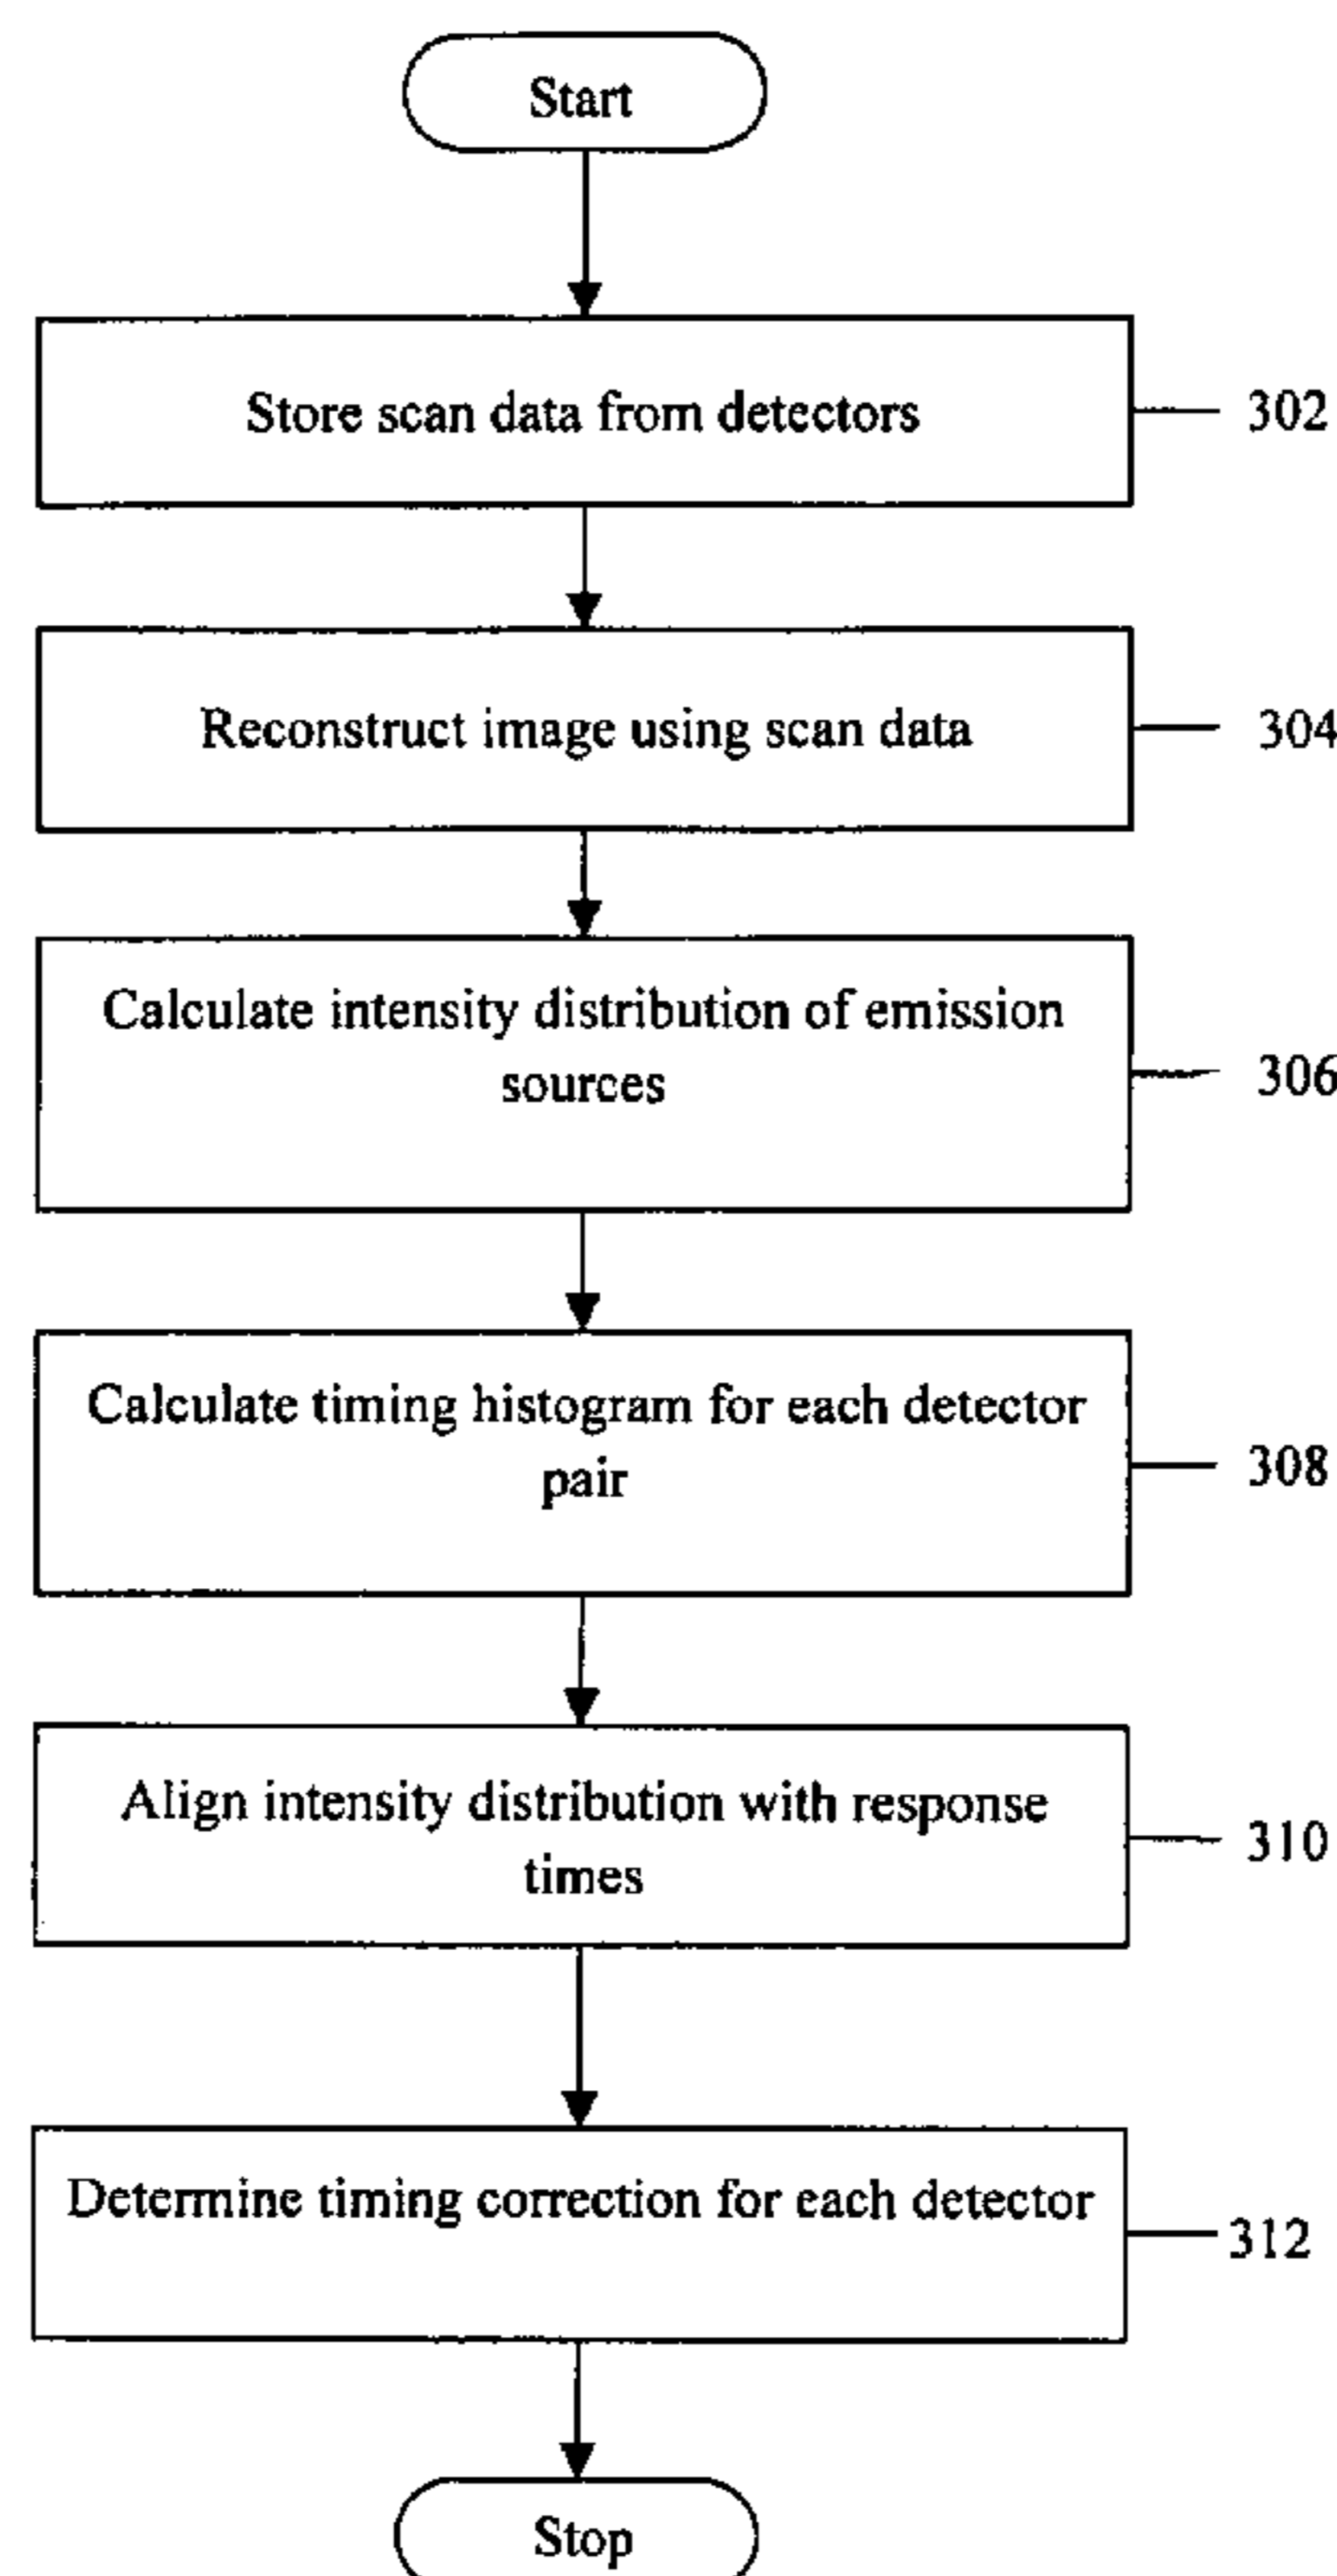 Start
Store scan data from detectors
302
Reconstruct image using scan data
304
Calculate intensity distribution of emission
sources
306
Calculate timing histogram for each detector
pair
308
Align intensity distribution with response
times
310
Determine timing correction for each detector
312
Stop